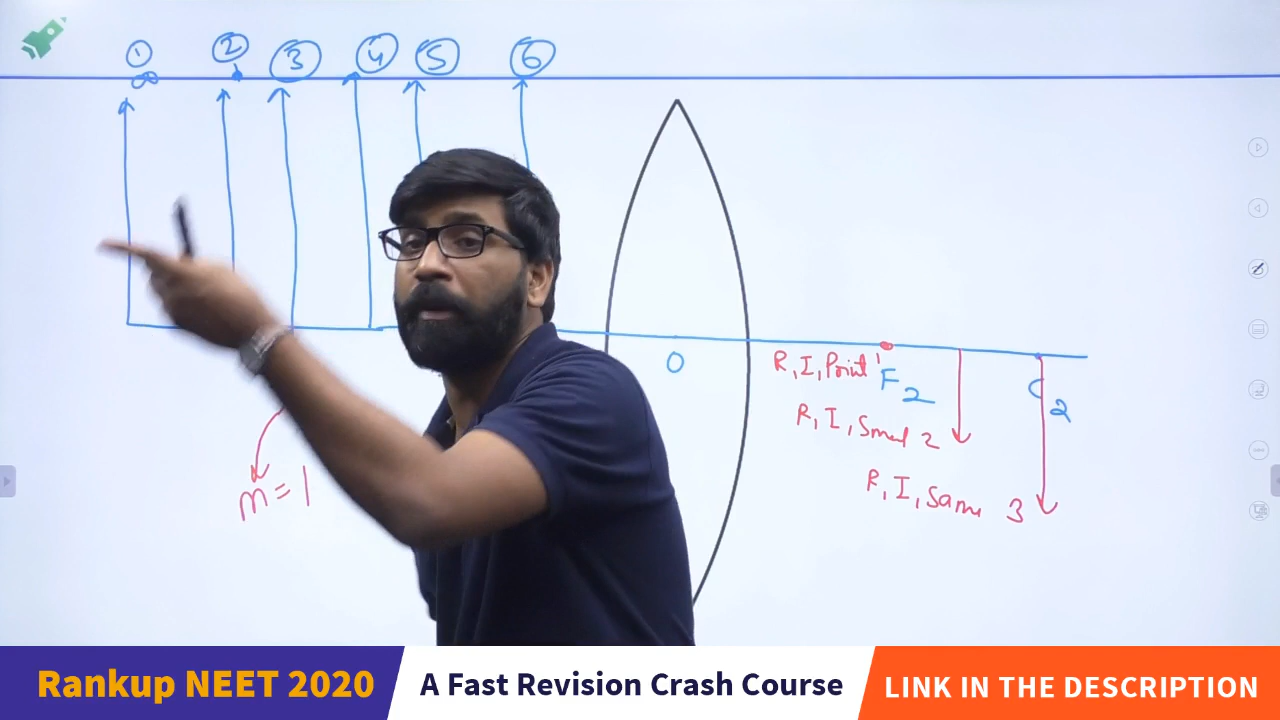 ① ② ③ ④ ⑤ ⑥
∞
O
R, I, Point 1
F2
R, I, Small 2
C2
R, I, Same 3
m = 1
Rankup NEET 2020
A Fast Revision Crash Course
LINK IN THE DESCRIPTION